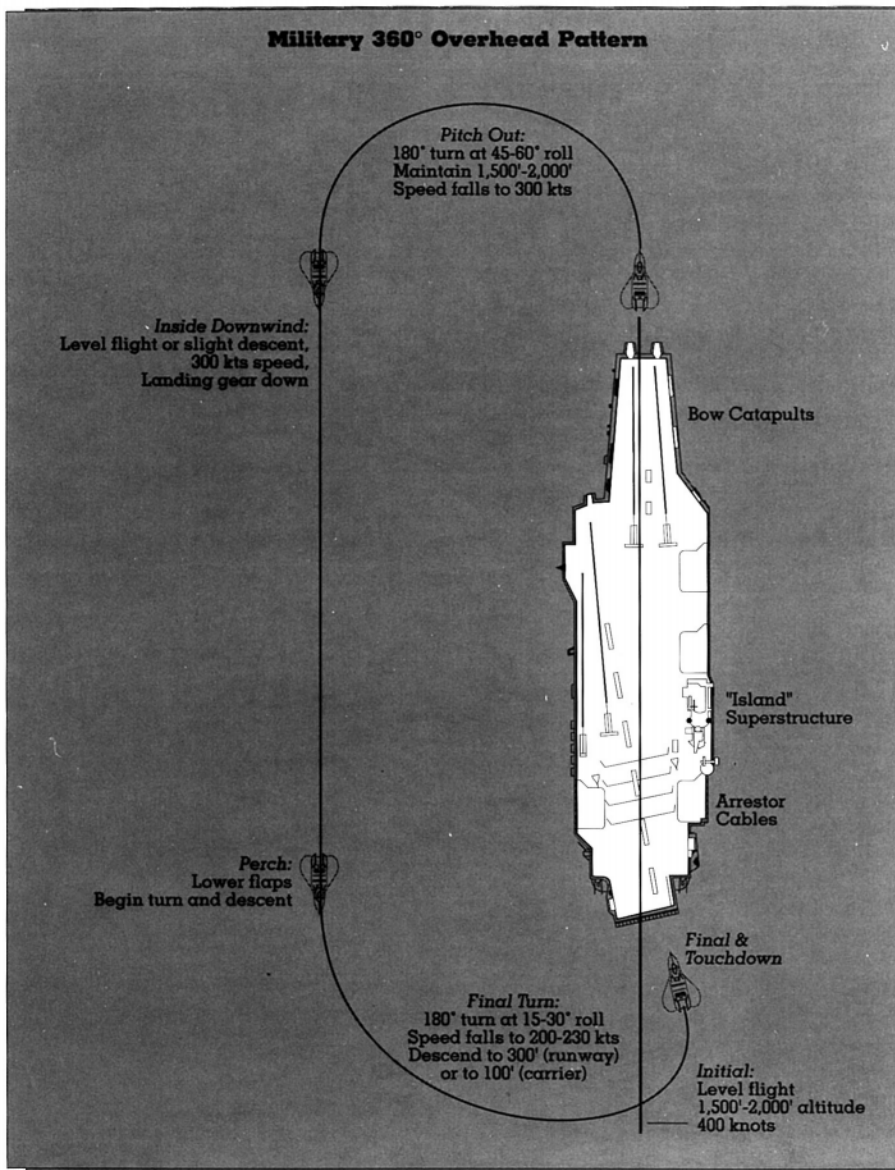 Military 360° Overhead Pattern
Pitch Out:
180° turn at 45-60° roll
Maintain 1,500'-2,000'
Speed falls to 300 kts
Inside Downwind:
Level flight or slight descent,
300 kts speed,
Landing gear down
Bow Catapults
"Island"
Superstructure
Arrestor
Cables
Perch:
Lower flaps
Begin turn and descent
Final &
Touchdown
Final Turn:
180° turn at 15-30° roll
Speed falls to 200-230 kts
Descend to 300' (runway)
or to 100' (carrier)
Initial:
Level flight
1,500'-2,000' altitude
400 knots